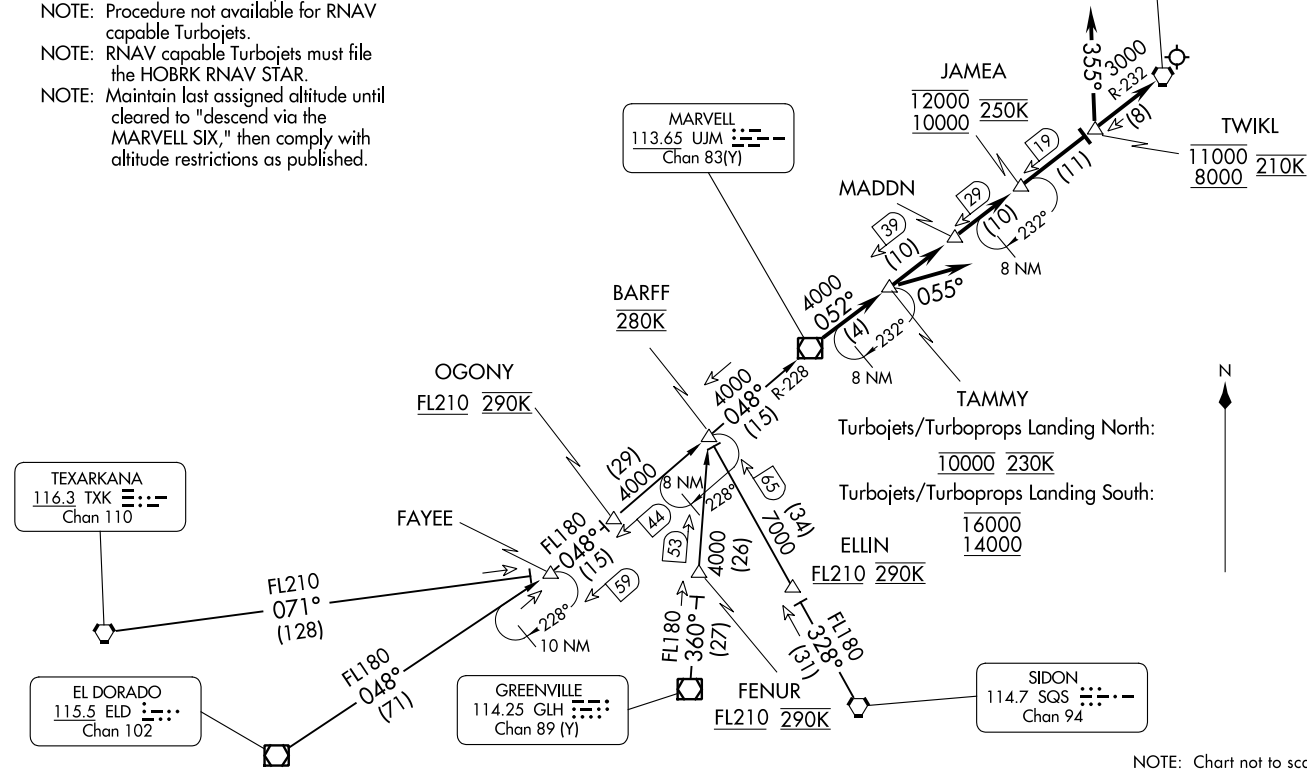 NOTE: Procedure not available for RNAV
capable Turbojets.
NOTE: RNAV capable Turbojets must file
the HOBRK RNAV STAR.
NOTE: Maintain last assigned altitude until
cleared to "descend via the
MARVELL SIX," then comply with
altitude restrictions as published.
355°
3000
R-232
(8)
JAMEA
12000
10000 250K
19
(11)
TWIKL
11000
8000 210K
MARVELL
113.65 UJM
Chan 83(Y)
MADDN
29
(10)
232°
8 NM
39
(10)
055°
BARFF
280K
4000
052°
(4)
232°
8 NM
OGONY
FL210 290K
4000
048°
(15)
R-228
TAMMY
Turbojets/Turboprops Landing North:
10000 230K
Turbojets/Turboprops Landing South:
16000
14000
N
TEXARKANA
116.3 TXK
Chan 110
FAYEE
(29)
4000
8 NM
228°
44
65
(34)
7000
53
4000
(26)
ELLIN
FL210 290K
FL180
048°
(15)
59
228°
10 NM
FL210
071°
(128)
FL180
360°
(27)
FL180
328°
(31)
FL180
048°
(71)
EL DORADO
115.5 ELD
Chan 102
GREENVILLE
114.25 GLH
Chan 89 (Y)
FENUR
FL210 290K
SIDON
114.7 SQS
Chan 94
NOTE: Chart not to sca